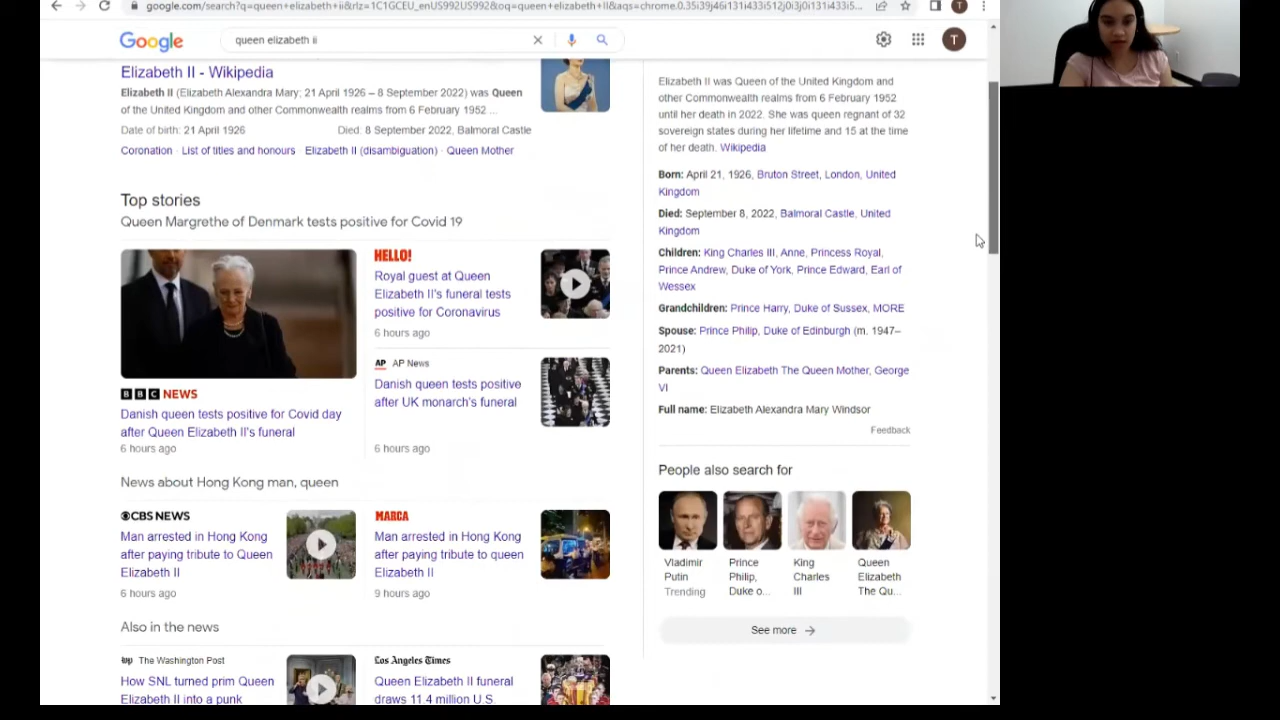 google.com/search?q=queen+elizabeth+ii&rlz=1C1GCEU_enUS992US992&oq=queen+elizabeth+II&aqs=chrome.0.35i39j46i131i433i512j0i3j0i131i433i5...
T
Google
queen elizabeth ii
T
Elizabeth II - Wikipedia
Elizabeth II (Elizabeth Alexandra Mary; 21 April 1926 – 8 September 2022) was Queen
of the United Kingdom and other Commonwealth realms from 6 February 1952 ...
Date of birth: 21 April 1926
Died: 8 September 2022, Balmoral Castle
Coronation · List of titles and honours · Elizabeth II (disambiguation) · Queen Mother
Top stories
Queen Margrethe of Denmark tests positive for Covid 19
BBC NEWS
Danish queen tests positive for Covid day
after Queen Elizabeth II's funeral
6 hours ago
HELLO!
Royal guest at Queen
Elizabeth II's funeral tests
positive for Coronavirus
6 hours ago
AP AP News
Danish queen tests positive
after UK monarch's funeral
6 hours ago
News about Hong Kong man, queen
CBS NEWS
Man arrested in Hong Kong
after paying tribute to Queen
Elizabeth II
6 hours ago
MARCA
Man arrested in Hong Kong
after paying tribute to queen
Elizabeth II
9 hours ago
Also in the news
wp The Washington Post
How SNL turned prim Queen
Elizabeth II into a punk
Los Angeles Times
Queen Elizabeth II funeral
draws 11.4 million U.S.
Elizabeth II was Queen of the United Kingdom and
other Commonwealth realms from 6 February 1952
until her death in 2022. She was queen regnant of 32
sovereign states during her lifetime and 15 at the time
of her death. Wikipedia
Born: April 21, 1926, Bruton Street, London, United
Kingdom
Died: September 8, 2022, Balmoral Castle, United
Kingdom
Children: King Charles III, Anne, Princess Royal,
Prince Andrew, Duke of York, Prince Edward, Earl of
Wessex
Grandchildren: Prince Harry, Duke of Sussex, MORE
Spouse: Prince Philip, Duke of Edinburgh (m. 1947–
2021)
Parents: Queen Elizabeth The Queen Mother, George
VI
Full name: Elizabeth Alexandra Mary Windsor
Feedback
People also search for
Vladimir
Putin
Trending
Prince
Philip,
Duke o...
King
Charles
III
Queen
Elizabeth
The Qu...
See more →